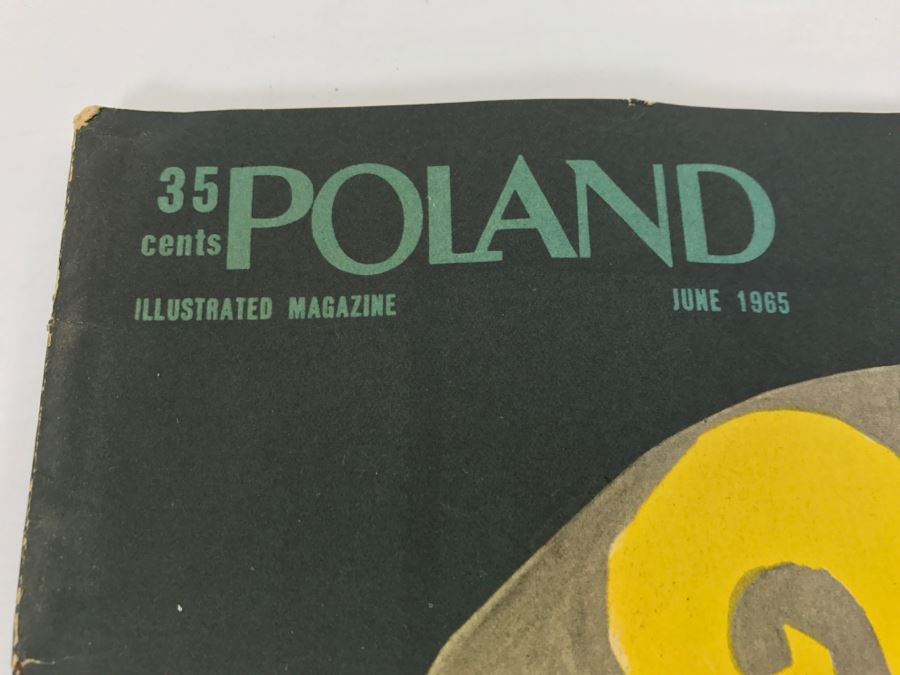 35 POLAND
cents
ILLUSTRATED MAGAZINE JUNE 1965